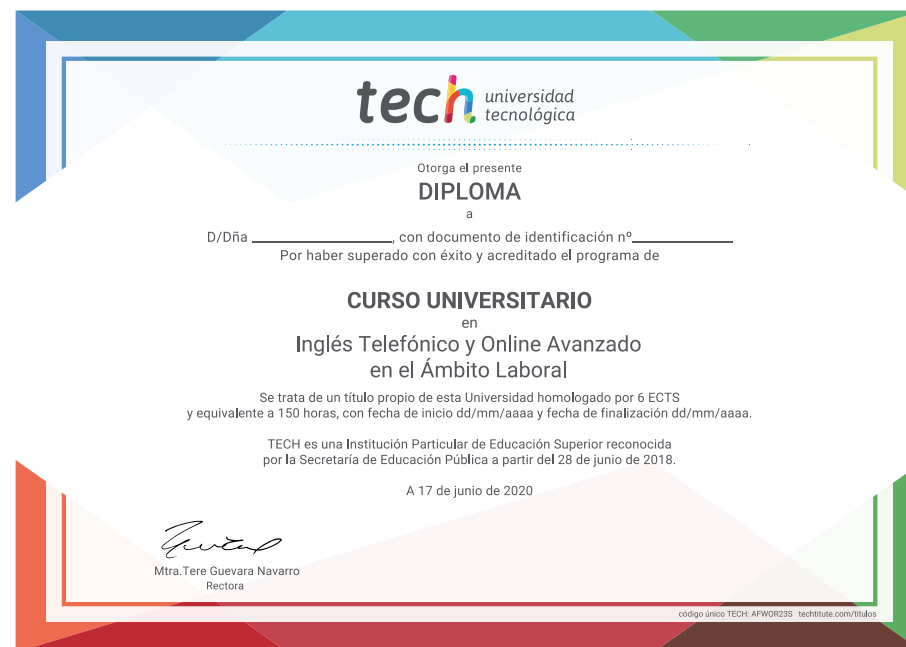 tech universidad
tecnológica
Otorga el presente
DIPLOMA
a
D/Dña ____________________, con documento de identificación nº______________
Por haber superado con éxito y acreditado el programa de
CURSO UNIVERSITARIO
en
Inglés Telefónico y Online Avanzado
en el Ámbito Laboral
Se trata de un título propio de esta Universidad homologado por 6 ECTS
y equivalente a 150 horas, con fecha de inicio dd/mm/aaaa y fecha de finalización dd/mm/aaaa.
TECH es una Institución Particular de Educación Superior reconocida
por la Secretaría de Educación Pública a partir del 28 de junio de 2018.
A 17 de junio de 2020
Mtra.Tere Guevara Navarro
Rectora
código único TECH: AFWOR23S techtitute.com/titulos